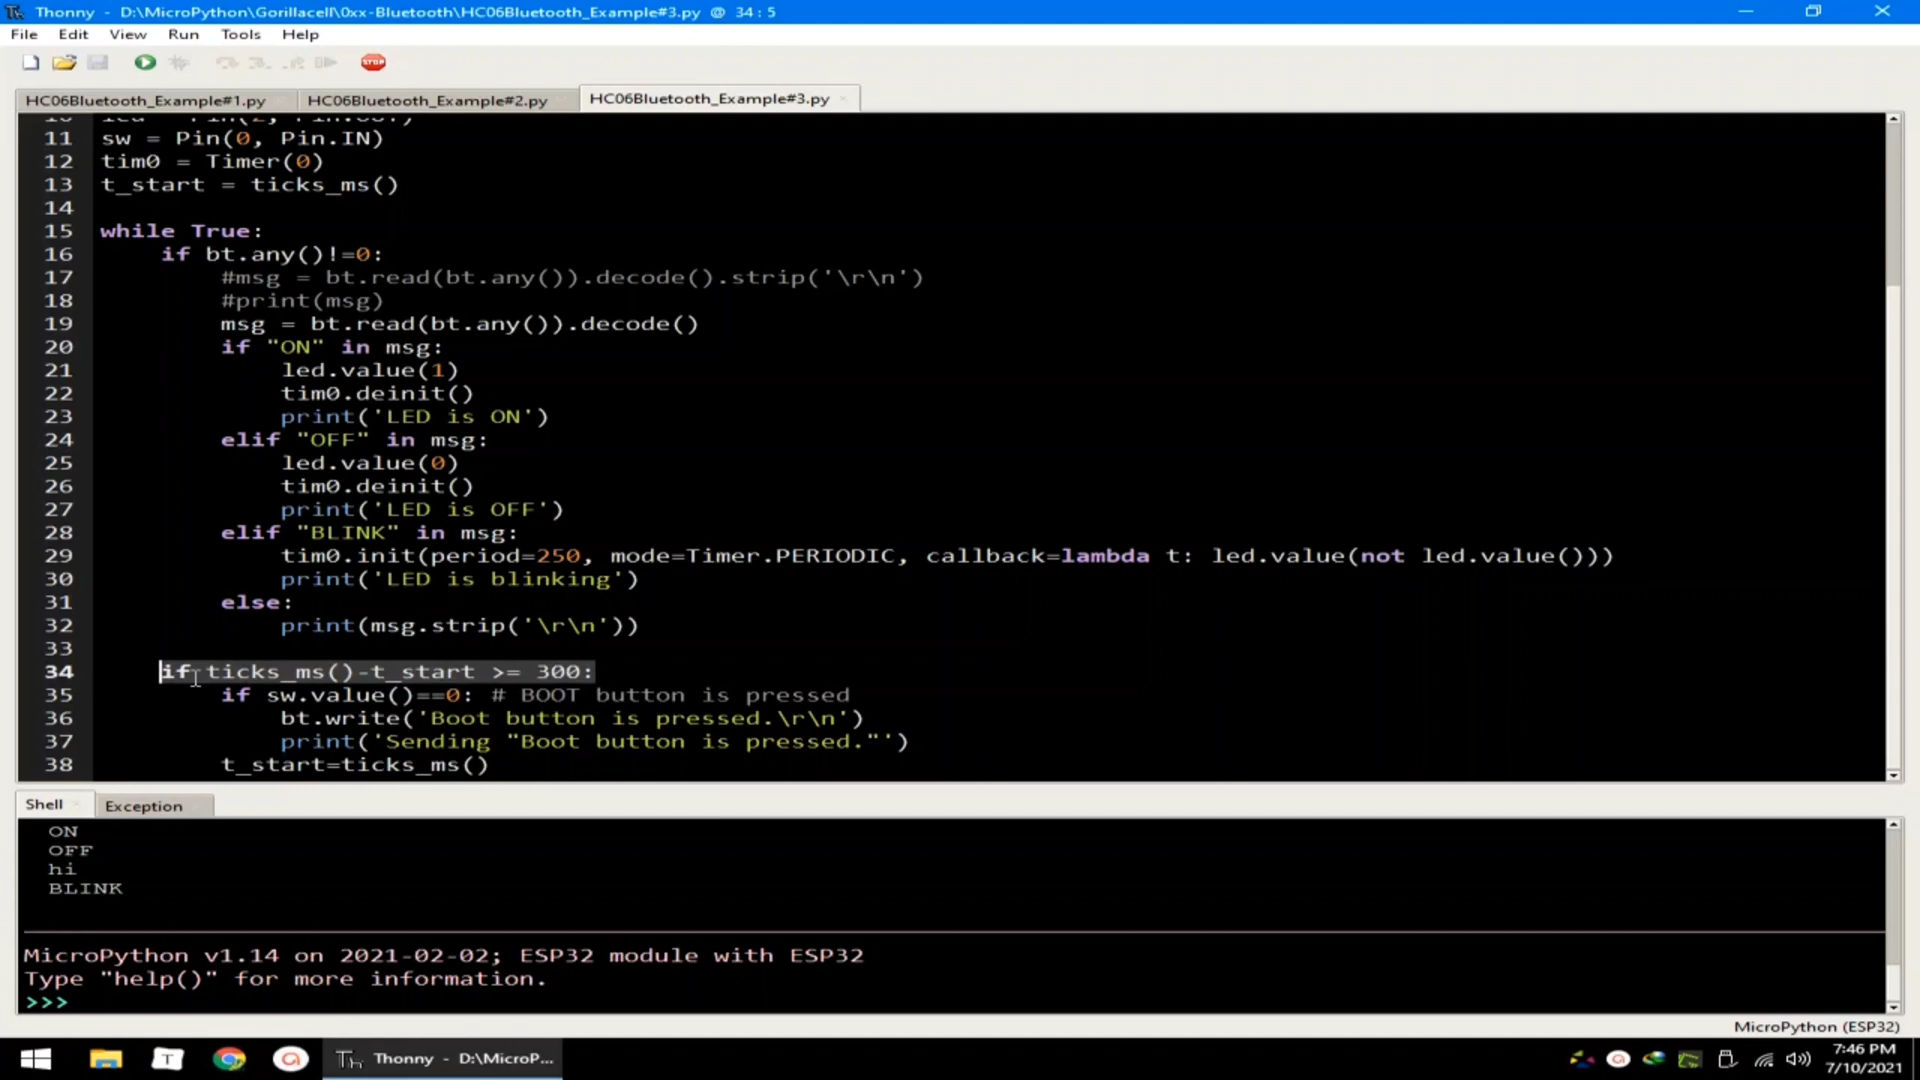 Thonny - D:\MicroPython\Gorillacell\0xx-Bluetooth\HC06Bluetooth_Example#3.py @ 34 : 5
File Edit View Run Tools Help
STOP
HC06Bluetooth_Example#1.py HC06Bluetooth_Example#2.py HC06Bluetooth_Example#3.py
11 sw = Pin(0, Pin.IN)
12 tim0 = Timer(0)
13 t_start = ticks_ms()
14
15 while True:
16 if bt.any()!=0:
17 #msg = bt.read(bt.any()).decode().strip('\r\n')
18 #print(msg)
19 msg = bt.read(bt.any()).decode()
20 if "ON" in msg:
21 led.value(1)
22 tim0.deinit()
23 print('LED is ON')
24 elif "OFF" in msg:
25 led.value(0)
26 tim0.deinit()
27 print('LED is OFF')
28 elif "BLINK" in msg:
29 tim0.init(period=250, mode=Timer.PERIODIC, callback=lambda t: led.value(not led.value()))
30 print('LED is blinking')
31 else:
32 print(msg.strip('\r\n'))
33
34 if ticks_ms()-t_start >= 300:
35 if sw.value()==0: # BOOT button is pressed
36 bt.write('Boot button is pressed.\r\n')
37 print('Sending "Boot button is pressed."')
38 t_start=ticks_ms()
Shell Exception
ON
OFF
hi
BLINK
MicroPython v1.14 on 2021-02-02; ESP32 module with ESP32
Type "help()" for more information.
>>>
MicroPython (ESP32)
Thonny - D:\MicroP...
7:46 PM
7/10/2021